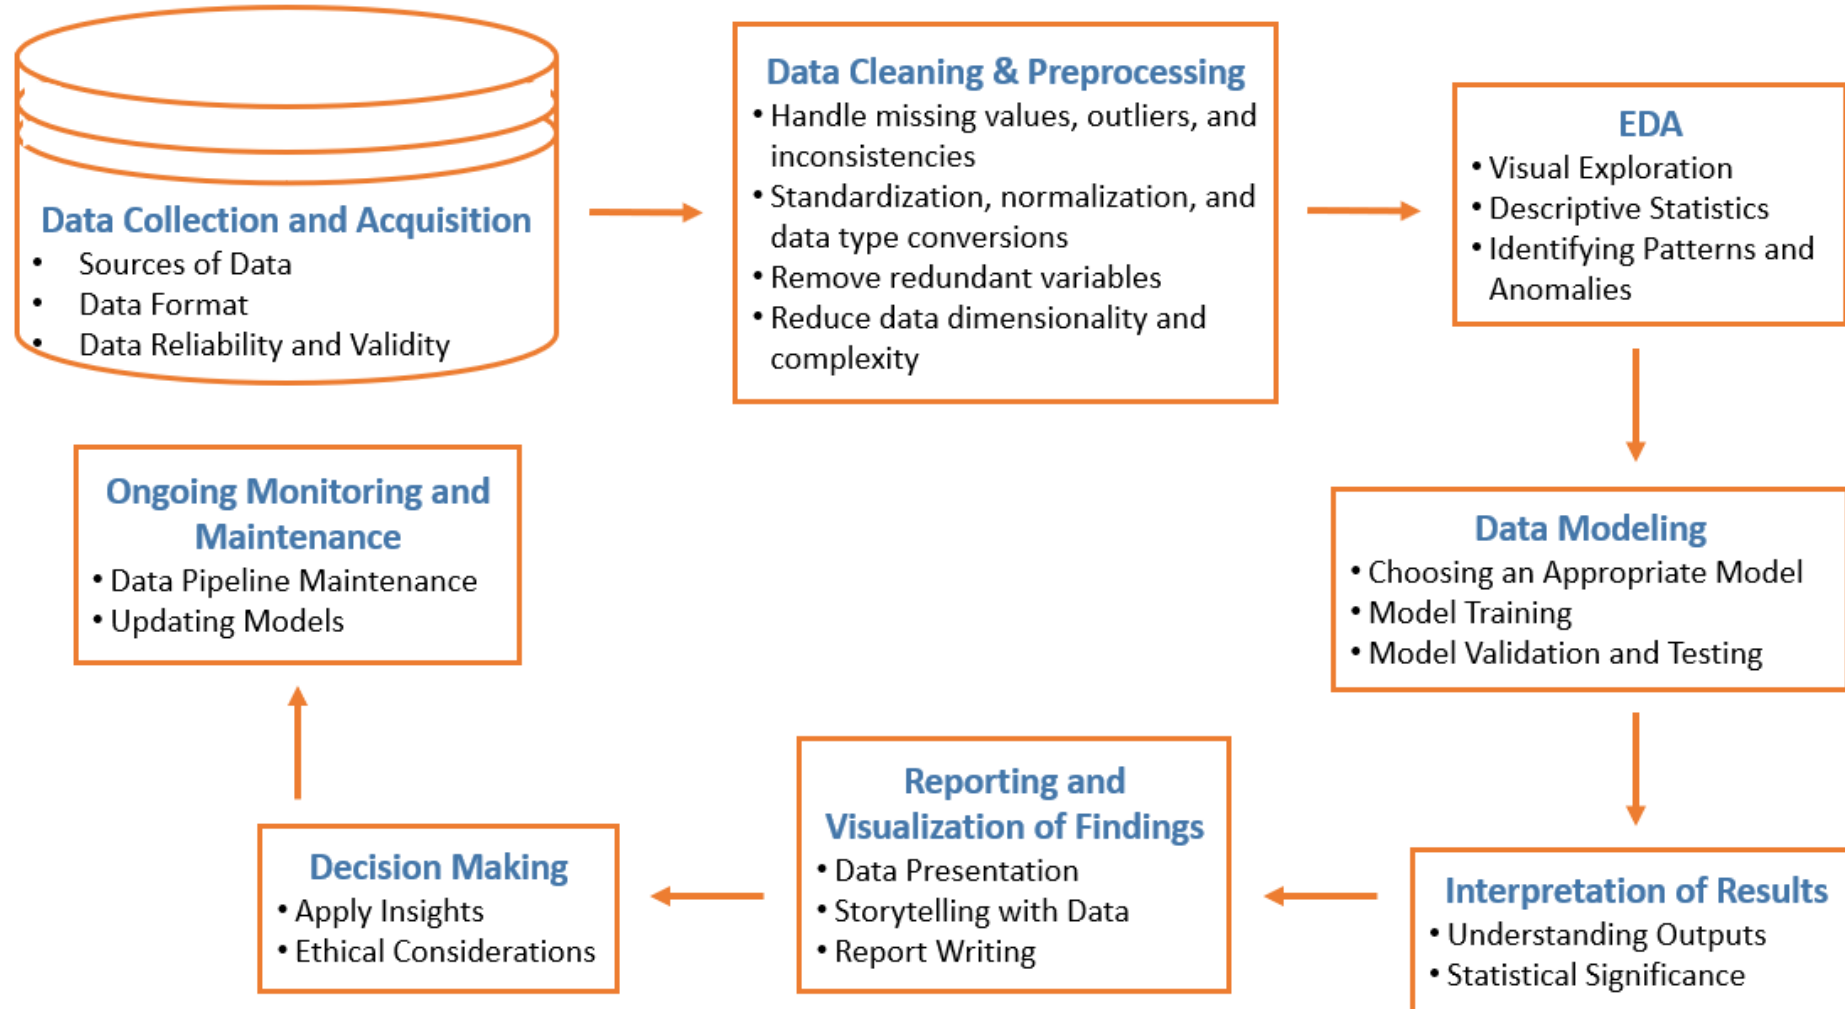 Data Collection and Acquisition
• Sources of Data
• Data Format
• Data Reliability and Validity
Data Cleaning & Preprocessing
• Handle missing values, outliers, and
inconsistencies
• Standardization, normalization, and
data type conversions
• Remove redundant variables
• Reduce data dimensionality and
complexity
EDA
• Visual Exploration
• Descriptive Statistics
• Identifying Patterns and
Anomalies
Data Modeling
• Choosing an Appropriate Model
• Model Training
• Model Validation and Testing
Interpretation of Results
• Understanding Outputs
• Statistical Significance
Reporting and
Visualization of Findings
• Data Presentation
• Storytelling with Data
• Report Writing
Decision Making
• Apply Insights
• Ethical Considerations
Ongoing Monitoring and
Maintenance
• Data Pipeline Maintenance
• Updating Models